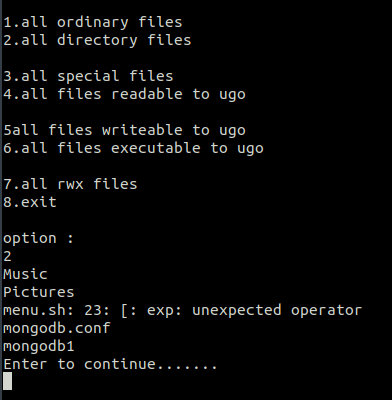 1.all ordinary files
2.all directory files
3.all special files
4.all files readable to ugo
5all files writeable to ugo
6.all files executable to ugo
7.all rwx files
8.exit
option :
2
Music
Pictures
menu.sh: 23: [: exp: unexpected operator
mongodb.conf
mongodb1
Enter to continue.......